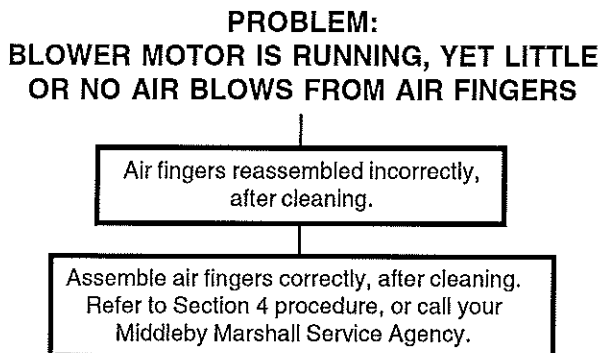 PROBLEM:
BLOWER MOTOR IS RUNNING, YET LITTLE
OR NO AIR BLOWS FROM AIR FINGERS
Air fingers reassembled incorrectly,
after cleaning.
Assemble air fingers correctly, after cleaning.
Refer to Section 4 procedure, or call your
Middleby Marshall Service Agency.